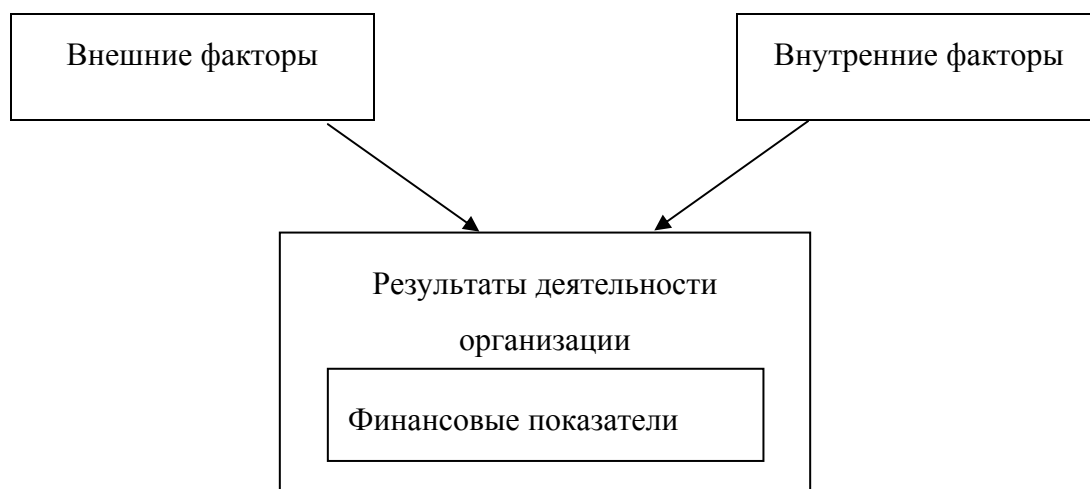 Внешние факторы
Внутренние факторы
Результаты деятельности
организации
Финансовые показатели